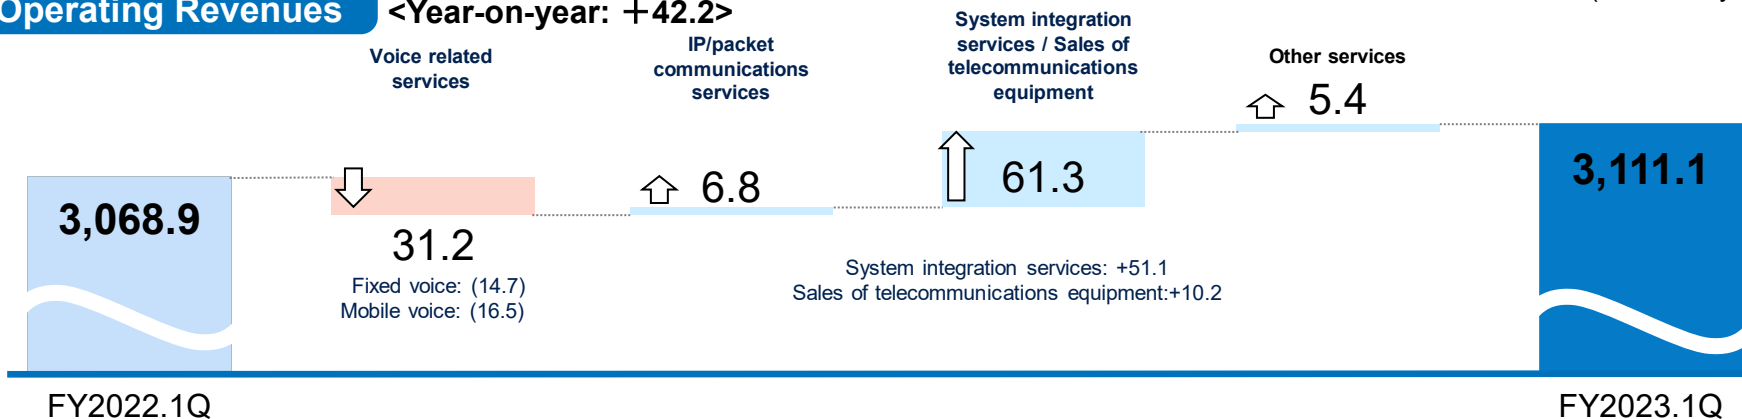 Operating Revenues
<Year-on-year: +42.2>
Voice related
services
IP/packet
communications
services
System integration
services / Sales of
telecommunications
equipment
Other services
3,068.9
31.2
Fixed voice: (14.7)
Mobile voice: (16.5)
6.8
61.3
System integration services: +51.1
Sales of telecommunications equipment:+10.2
5.4
3,111.1
FY2022.1Q
FY2023.1Q